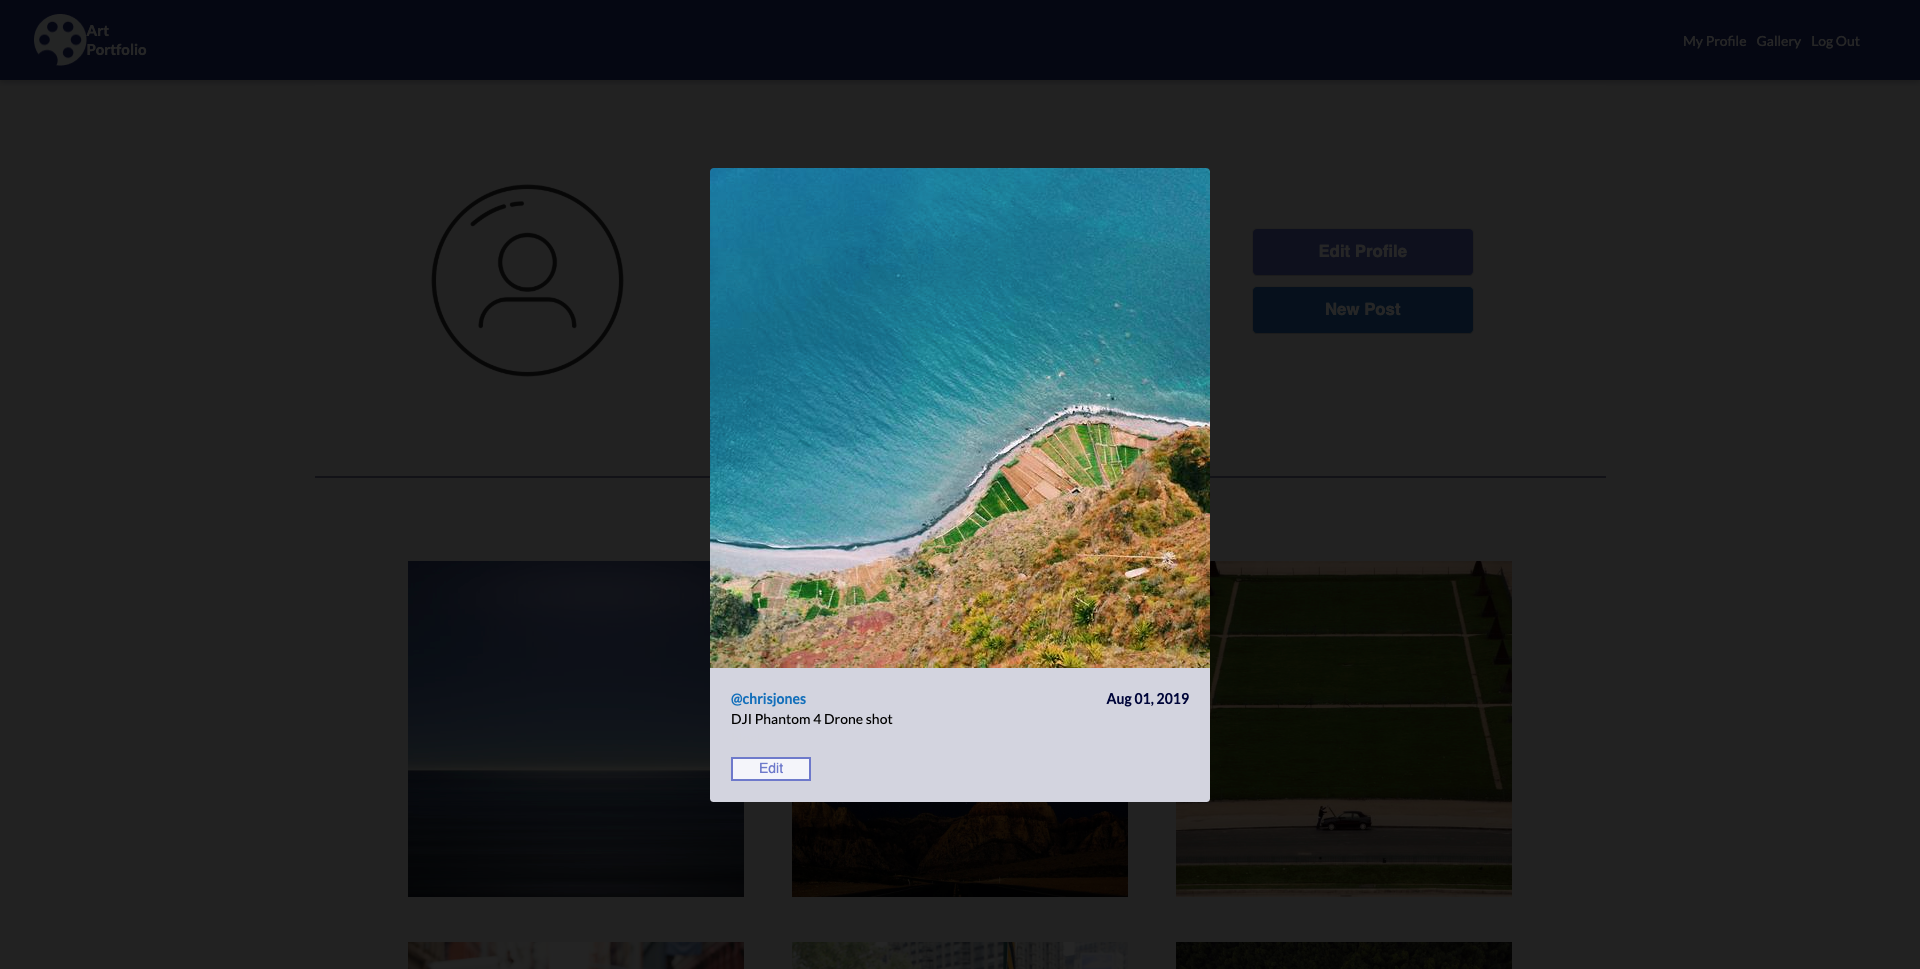 Art
Portfolio
My Profile Gallery Log Out
Edit Profile
New Post
@chrisjones Aug 01, 2019
DJI Phantom 4 Drone shot
Edit